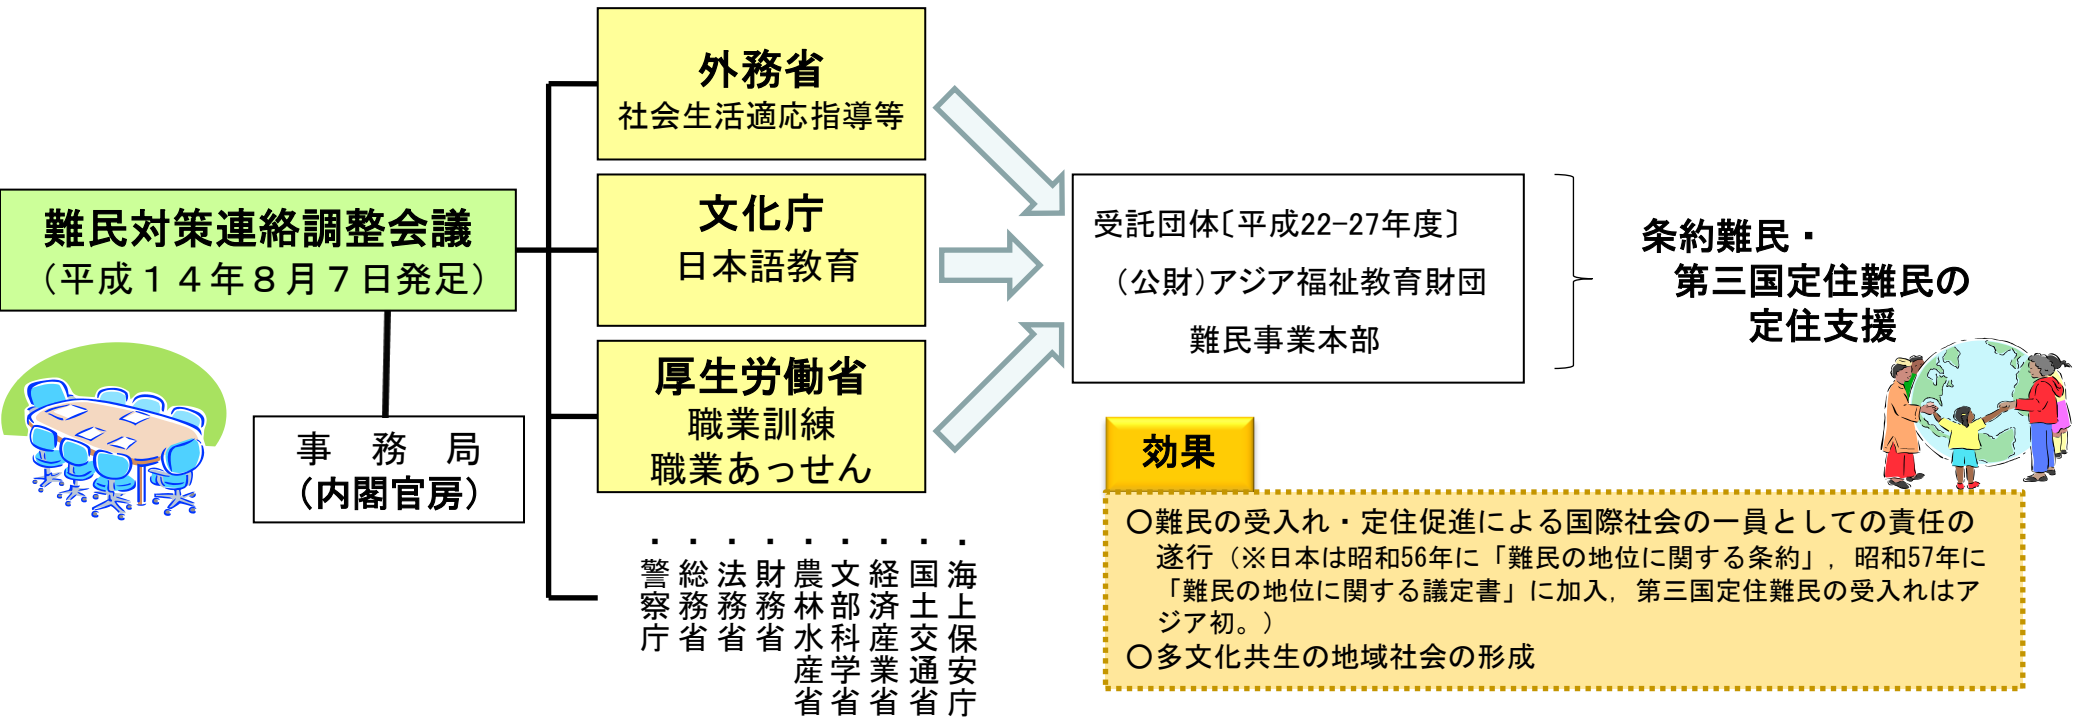 難民対策連絡調整会議
（平成１４年８月７日発足）
事　務　局
（内閣官房）
外務省
社会生活適応指導等
文化庁
日本語教育
厚生労働省
職業訓練
職業あっせん
・警察庁
・総務省
・法務省
・財務省
・農林水産省
・文部科学省
・経済産業省
・国土交通省
・海上保安庁
受託団体〔平成22-27年度〕
（公財）アジア福祉教育財団
難民事業本部
条約難民・
第三国定住難民の
定住支援
効果
〇難民の受入れ・定住促進による国際社会の一員としての責任の
遂行（※日本は昭和56年に「難民の地位に関する条約」，昭和57年に
「難民の地位に関する議定書」に加入，第三国定住難民の受入れはア
ジア初。）
〇多文化共生の地域社会の形成